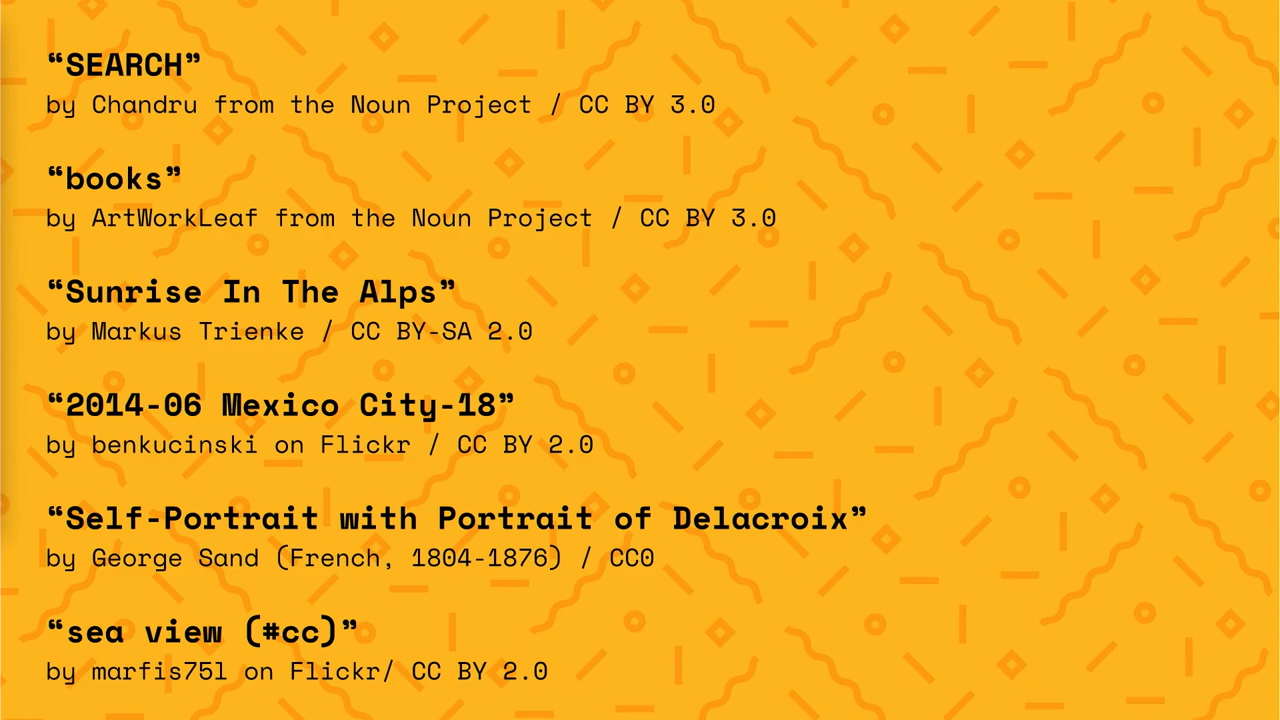 “SEARCH”
by Chandru from the Noun Project / CC BY 3.0
“books”
by ArtWorkLeaf from the Noun Project / CC BY 3.0
“Sunrise In The Alps”
by Markus Trienke / CC BY-SA 2.0
“2014-06 Mexico City-18”
by benkucinski on Flickr / CC BY 2.0
“Self-Portrait with Portrait of Delacroix”
by George Sand (French, 1804-1876) / CC0
“sea view (#cc)”
by marfis75l on Flickr/ CC BY 2.0